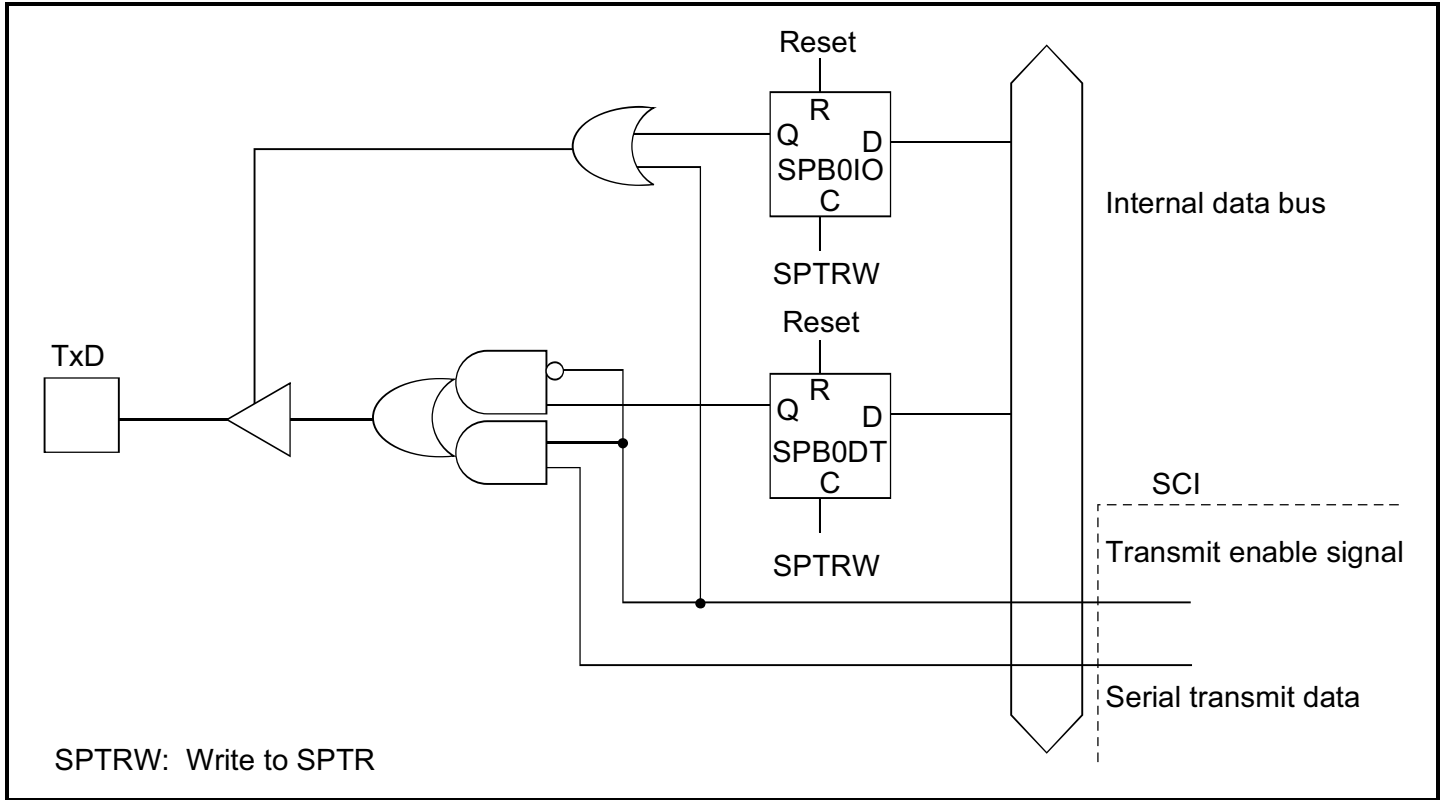 Reset
R
Q
D
SPB0IO
C
SPTRW
Internal data bus
Reset
TxD
R
Q
D
SPB0DT
C
SPTRW
SCI
Transmit enable signal
Serial transmit data
SPTRW: Write to SPTR